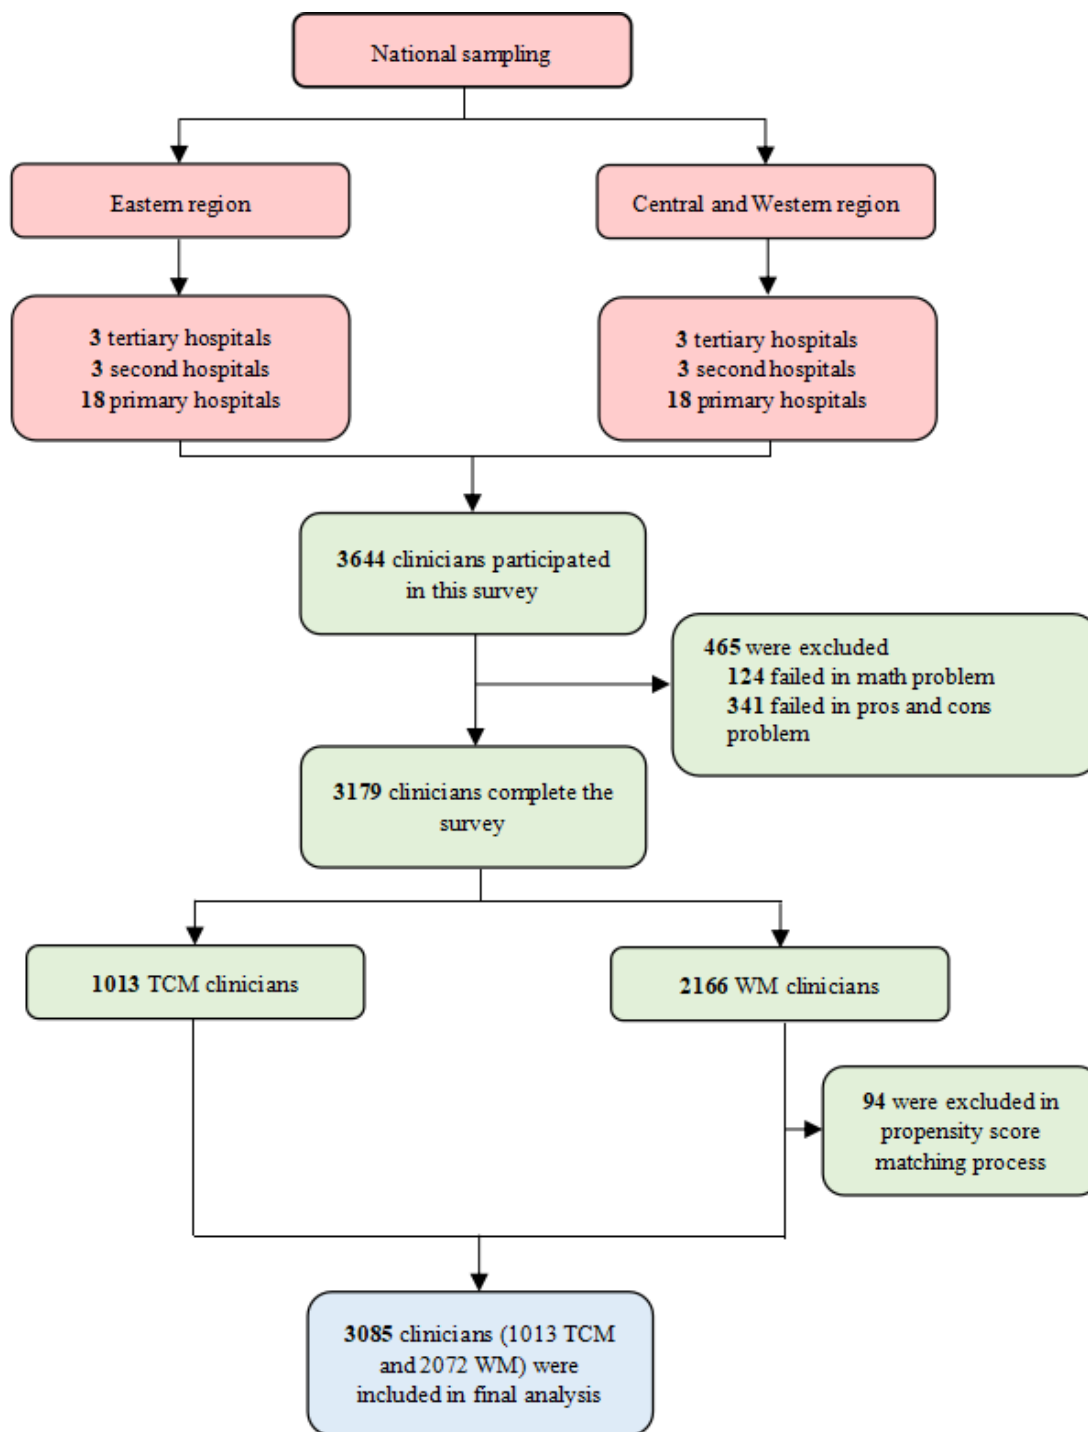 National sampling
Eastern region
Central and Western region
3 tertiary hospitals
3 second hospitals
18 primary hospitals
3 tertiary hospitals
3 second hospitals
18 primary hospitals
3644 clinicians participated
in this survey
465 were excluded
124 failed in math problem
341 failed in pros and cons
problem
3179 clinicians complete the
survey
1013 TCM clinicians
2166 WM clinicians
94 were excluded in
propensity score
matching process
3085 clinicians (1013 TCM
and 2072 WM) were
included in final analysis